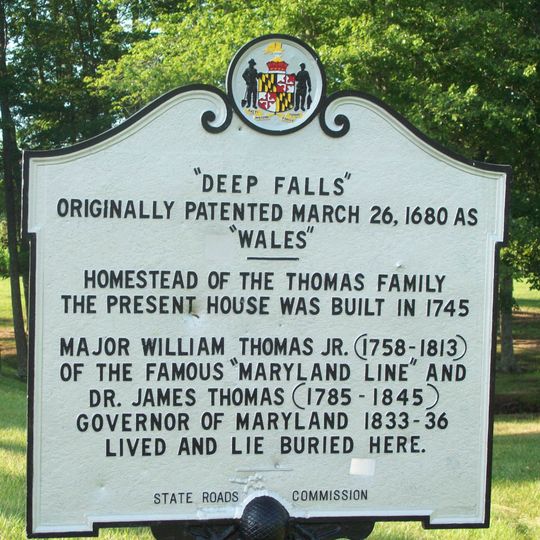 "DEEP FALLS"
ORIGINALLY PATENTED MARCH 26, 1680 AS
"WALES"
HOMESTEAD OF THE THOMAS FAMILY
THE PRESENT HOUSE WAS BUILT IN 1745
MAJOR WILLIAM THOMAS JR. (1758-1813)
OF THE FAMOUS "MARYLAND LINE" AND
DR. JAMES THOMAS (1785 - 1845)
GOVERNOR OF MARYLAND 1833-36
LIVED AND LIE BURIED HERE.
STATE ROADS COMMISSION